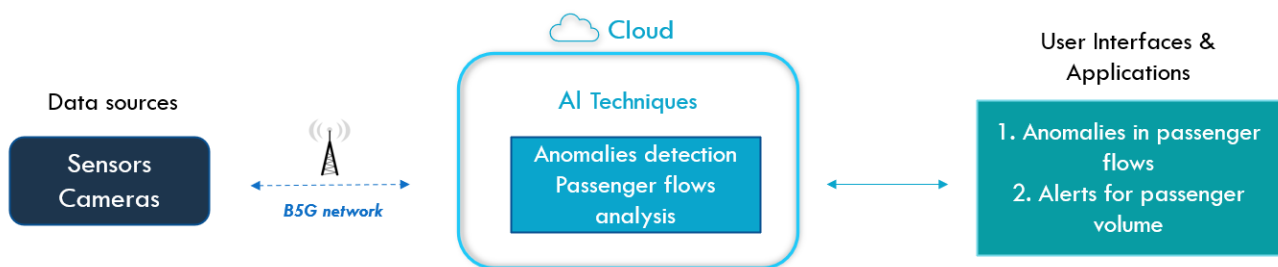 Data sources
Sensors
Cameras
B5G network
Cloud
AI Techniques
Anomalies detection
Passenger flows
analysis
User Interfaces &
Applications
1. Anomalies in passenger
flows
2. Alerts for passenger
volume